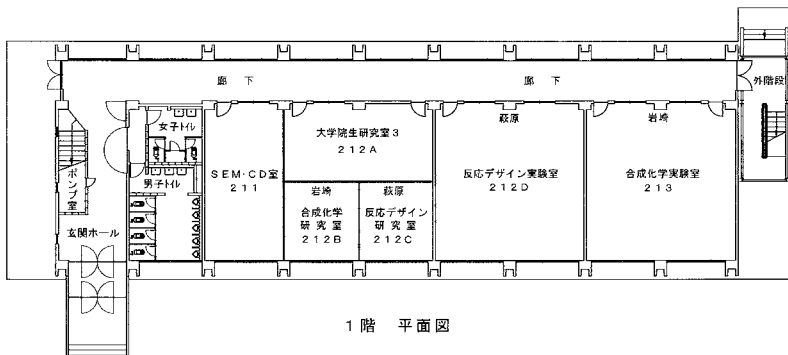 廊 下
廊 下
外階段
女子トイレ
大学院生研究室3
212A
萩原
岩崎
SEM・CD室
211
反応デザイン実験室
212D
合成化学実験室
213
ポンプ室
男子トイレ
岩崎
合成化学
研究室
212B
萩原
反応デザイン
研究室
212C
玄関ホール
1階 平面図